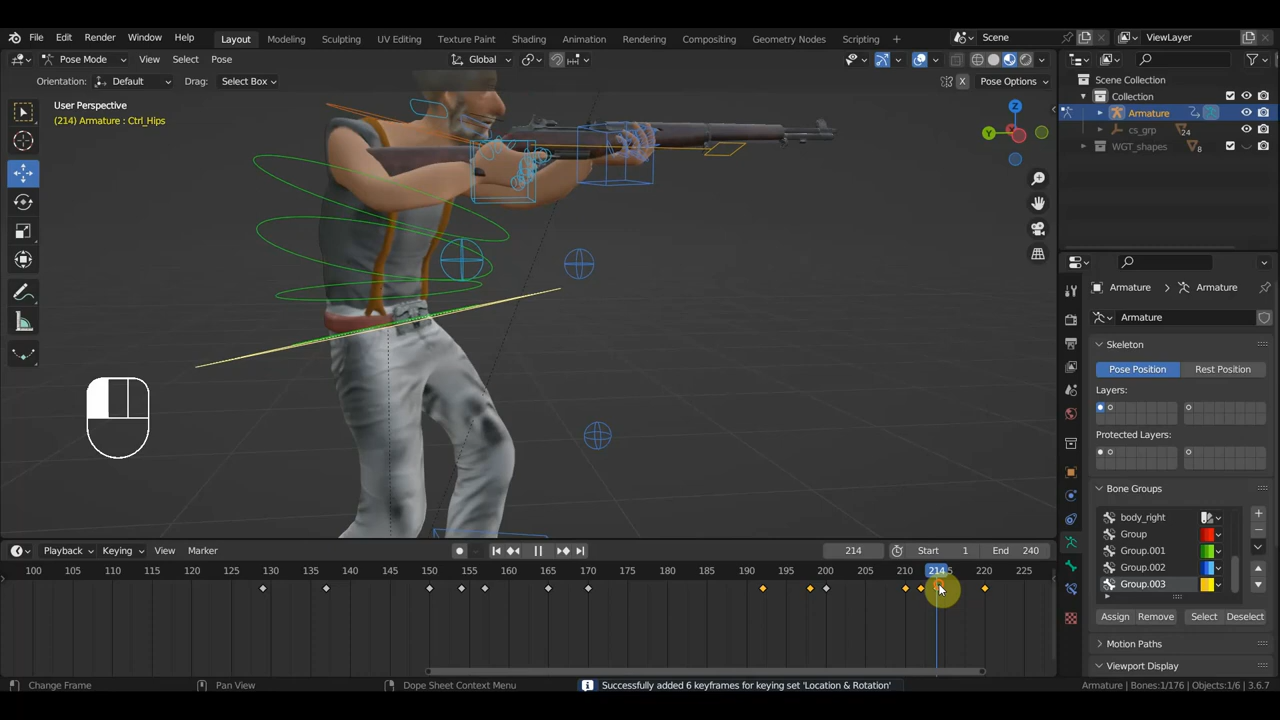 File Edit Render Window Help
Layout Modeling Sculpting UV Editing Texture Paint Shading Animation Rendering Compositing Geometry Nodes Scripting +
Scene
ViewLayer
Pose Mode View Select Pose
Global
Orientation: Default Drag: Select Box
X Pose Options
User Perspective
(214) Armature : Ctrl_Hips
Z
Y
Scene Collection
Collection
Armature
cs_grp 24
WGT_shapes 8
Armature > Armature
Armature
Skeleton
Pose Position Rest Position
Layers:
Protected Layers:
Bone Groups
body_right
Group
Group.001
Group.002
Group.003
Assign Remove Select Deselect
Motion Paths
Viewport Display
Playback Keying View Marker
214 Start 1 End 240
100 105 110 115 120 125 130 135 140 145 150 155 160 165 170 175 180 185 190 195 200 205 210 214 5 220 225
Change Frame Pan View Dope Sheet Context Menu
Successfully added 6 keyframes for keying set 'Location & Rotation'
Armature | Bones:1/176 | Objects:1/6 | 3.6.7